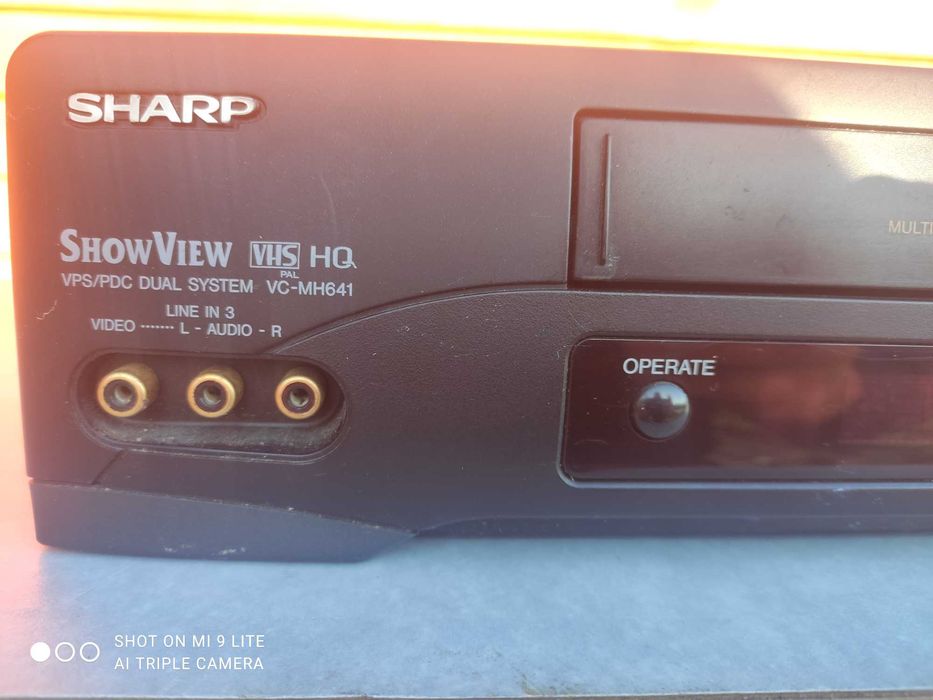 SHARP
SHOWVIEW VHS HQ
PAL
VPS/PDC DUAL SYSTEM VC-MH641
LINE IN 3
VIDEO ······· L - AUDIO - R
MULTI
OPERATE
SHOT ON MI 9 LITE
AI TRIPLE CAMERA